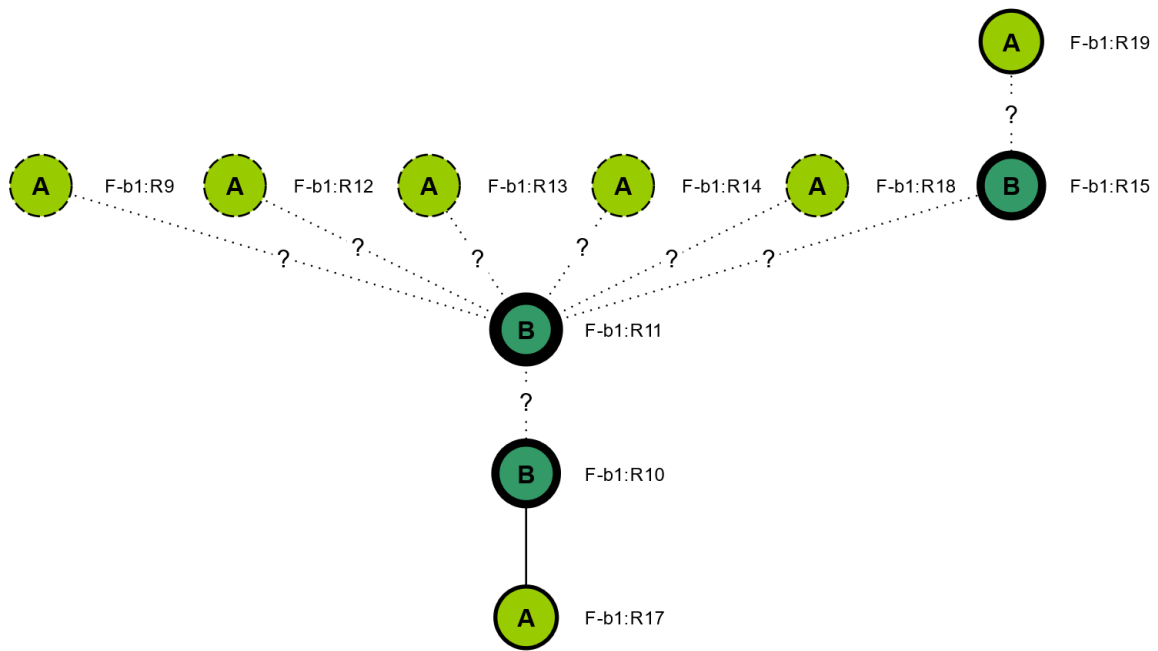 A F-b1:R19
?
A F-b1:R9 A F-b1:R12 A F-b1:R13 A F-b1:R14 A F-b1:R18 B F-b1:R15
? ? ? ? ? ?
B F-b1:R11
?
B F-b1:R10
A F-b1:R17